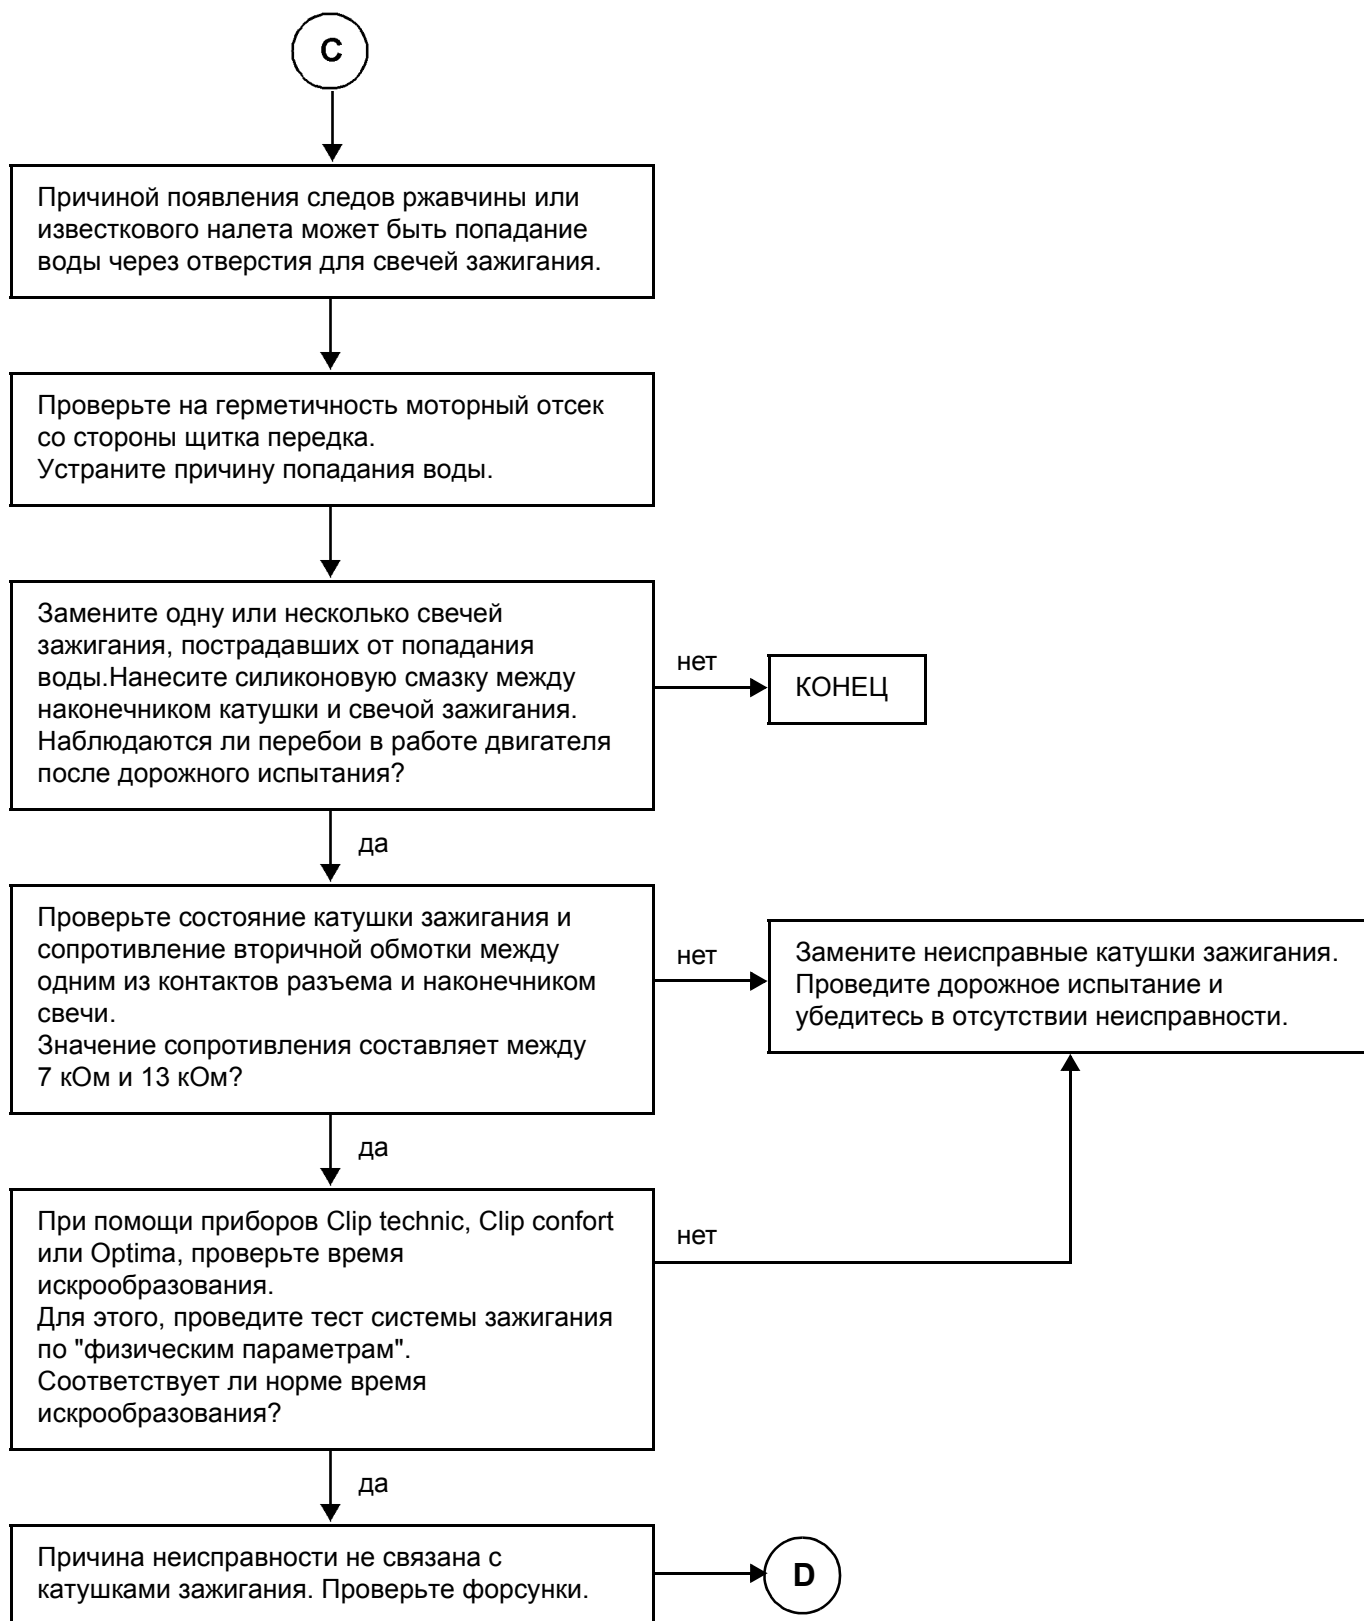 C
Причиной появления следов ржавчины или
известкового налета может быть попадание
воды через отверстия для свечей зажигания.
Проверьте на герметичность моторный отсек
со стороны щитка передка.
Устраните причину попадания воды.
Замените одну или несколько свечей
зажигания, пострадавших от попадания
воды.Нанесите силиконовую смазку между
наконечником катушки и свечой зажигания.
Наблюдаются ли перебои в работе двигателя
после дорожного испытания?
нет
КОНЕЦ
да
Проверьте состояние катушки зажигания и
сопротивление вторичной обмотки между
одним из контактов разъема и наконечником
свечи.
Значение сопротивления составляет между
7 кОм и 13 кОм?
нет
Замените неисправные катушки зажигания.
Проведите дорожное испытание и
убедитесь в отсутствии неисправности.
да
При помощи приборов Clip technic, Clip confort
или Optima, проверьте время
искрообразования.
Для этого, проведите тест системы зажигания
по "физическим параметрам".
Соответствует ли норме время
искрообразования?
нет
да
Причина неисправности не связана с
катушками зажигания. Проверьте форсунки.
D